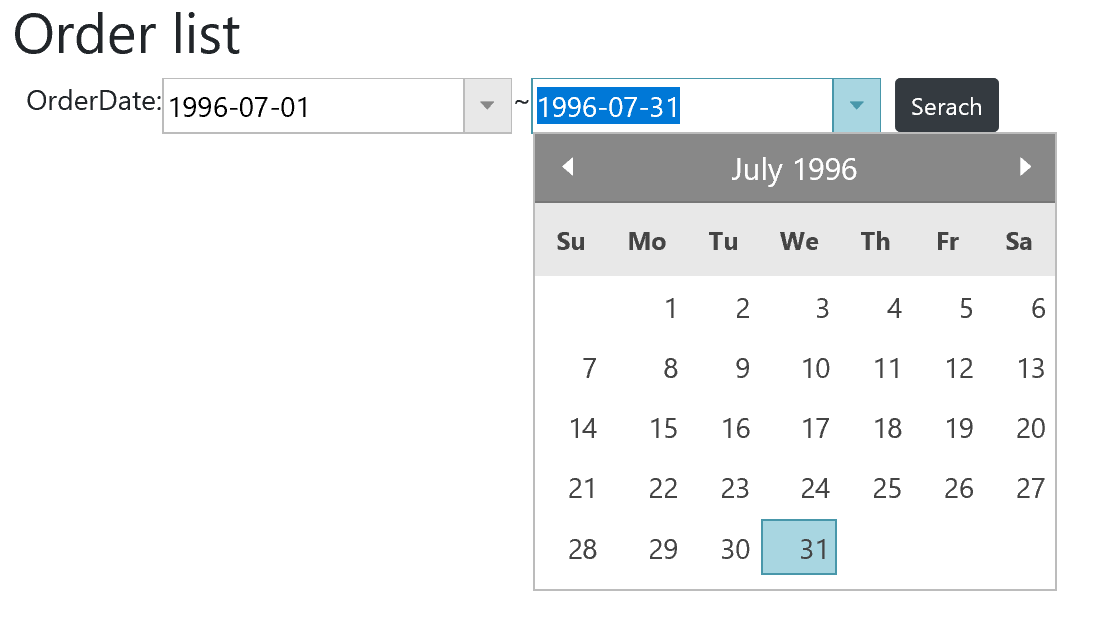 Order list
OrderDate: 1996-07-01 ~ 1996-07-31 Serach
July 1996
Su Mo Tu We Th Fr Sa
1 2 3 4 5 6
7 8 9 10 11 12 13
14 15 16 17 18 19 20
21 22 23 24 25 26 27
28 29 30 31